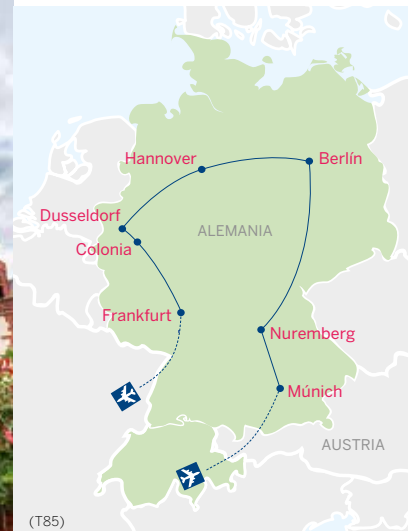 Hannover
Berlín
Dusseldorf
ALEMANIA
Colonia
Frankfurt
Nuremberg
Múnich
AUSTRIA
(T85)